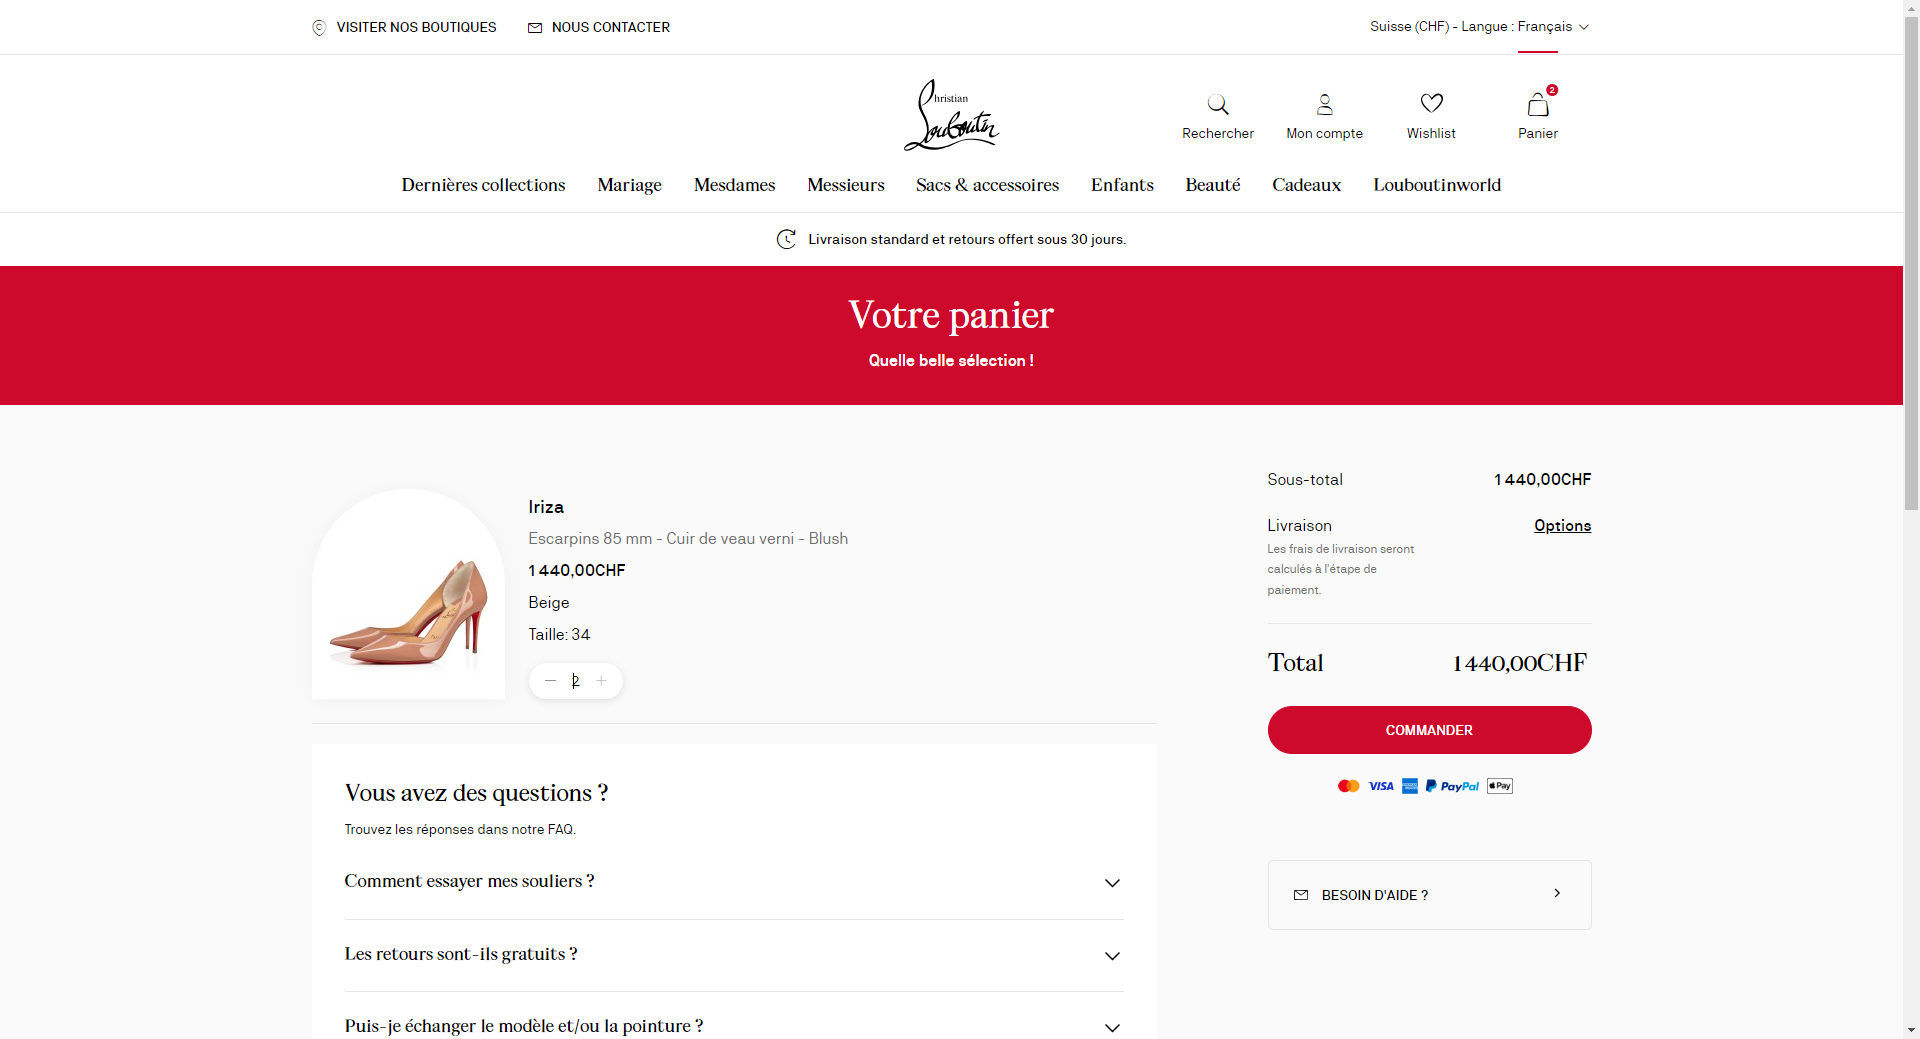 VISITER NOS BOUTIQUES
NOUS CONTACTER
Suisse (CHF) - Langue : Français
Christian Louboutin
Rechercher
Mon compte
Wishlist
2
Panier
Dernières collections
Mariage
Mesdames
Messieurs
Sacs & accessoires
Enfants
Beauté
Cadeaux
Louboutinworld
Livraison standard et retours offert sous 30 jours.
Votre panier
Quelle belle sélection !
Iriza
Escarpins 85 mm - Cuir de veau verni - Blush
1 440,00CHF
Beige
Taille: 34
2
Sous-total
1 440,00CHF
Livraison
Options
Les frais de livraison seront
calculés à l'étape de
paiement.
Total
1 440,00CHF
COMMANDER
VISA
PayPal
Pay
BESOIN D'AIDE ?
Vous avez des questions ?
Trouvez les réponses dans notre FAQ.
Comment essayer mes souliers ?
Les retours sont-ils gratuits ?
Puis-je échanger le modèle et/ou la pointure ?